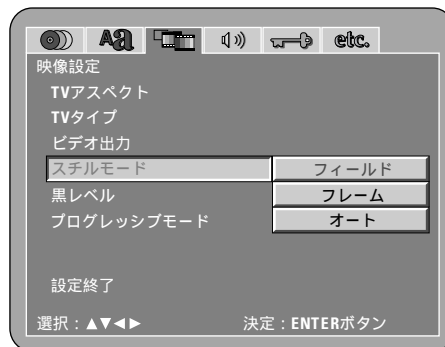 Aa etc.
映像設定
TVアスペクト
TVタイプ
ビデオ出力
スチルモード フィールド
黒レベル フレーム
プログレッシブモード オート
設定終了
選択：▲▼◀▶ 決定：ENTERボタン